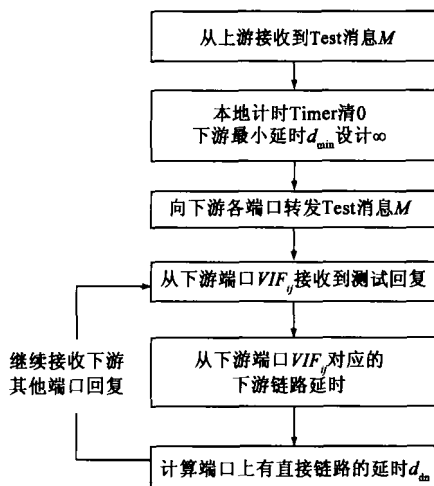 从上游接收到Test消息M
本地计时Timer清0
下游最小延时dmin设计∞
向下游各端口转发Test消息M
从下游端口VIFij接收到测试回复
继续接收下游
其他端口回复
从下游端口VIFij对应的
下游链路延时
计算端口上有直接链路的延时ddn